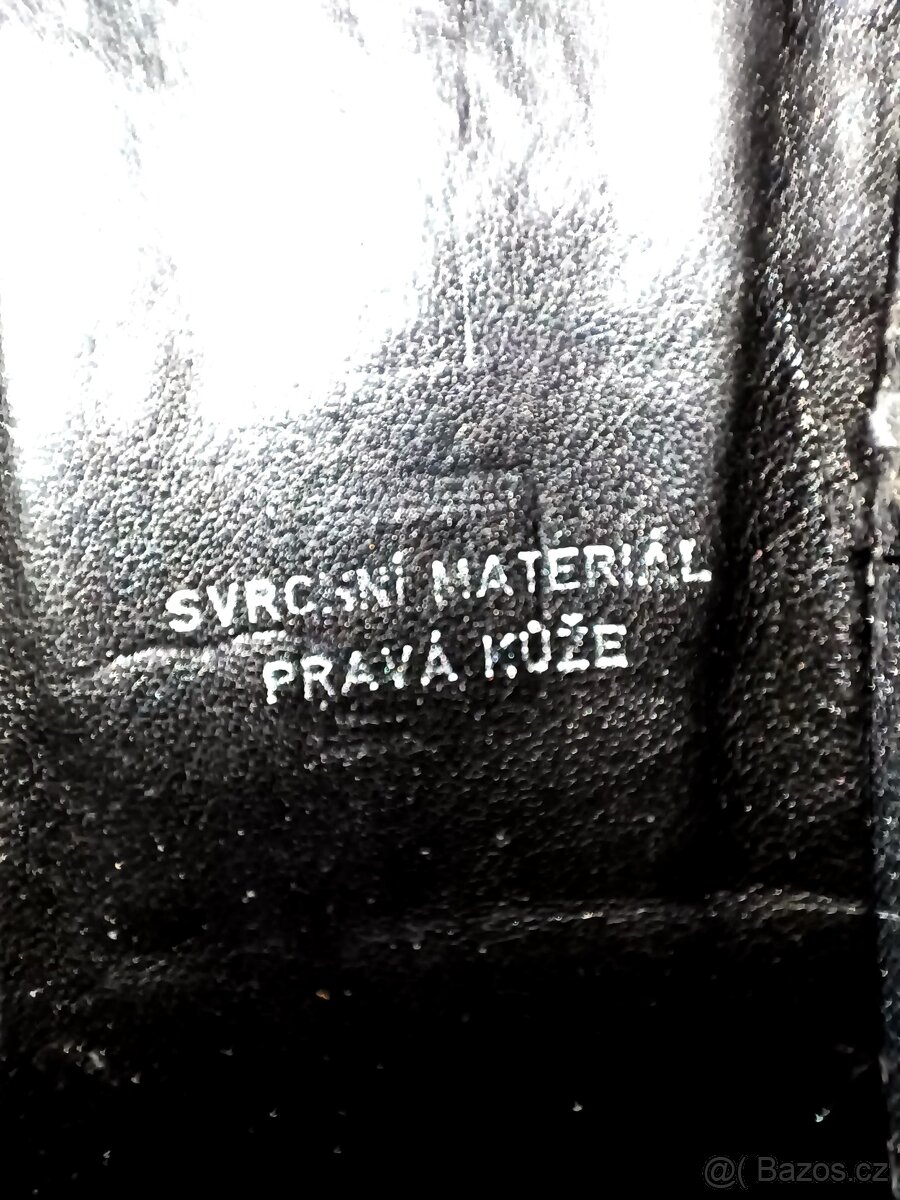 SVRCHNÍ MATERIÁL
PRAVÁ KŮŽE
@( Bazos.cz